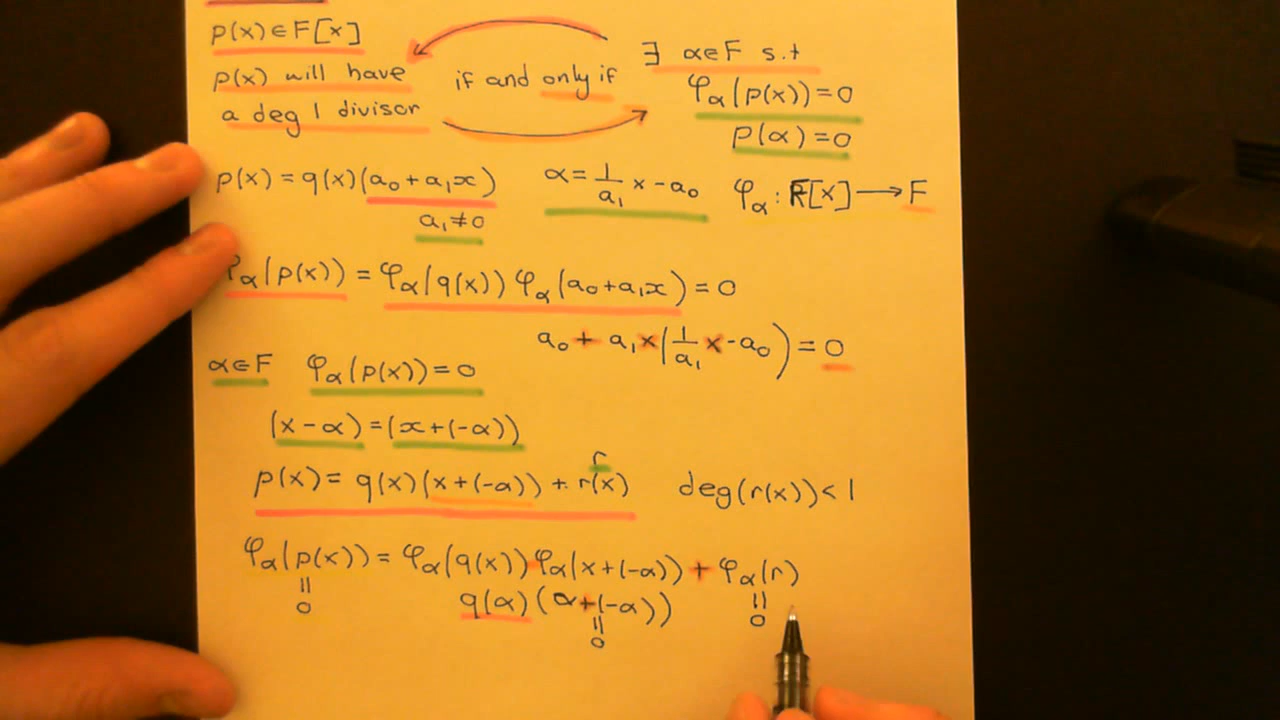 p(x) ∈ F[x]
p(x) will have
a deg 1 divisor
if and only if
∃ α∈F s.t
φα(p(x)) = 0
p(α) = 0
p(x) = q(x)(a₀ + a₁x)
a₁ ≠ 0
α = 1/a₁ × -a₀
φα : F[x] → F
φα(p(x)) = φα(q(x)) φα(a₀+a₁x) = 0
a₀ + a₁ × (1/a₁ × -a₀) = 0
α ∈ F φα(p(x)) = 0
(x - α) = (x + (-α))
r
p(x) = q(x)(x + (-α)) + r(x) deg(r(x)) < 1
φα(p(x)) = φα(q(x)) φα(x + (-α)) + φα(r)
=
0
q(α)(α + (-α))
=
0
=
0